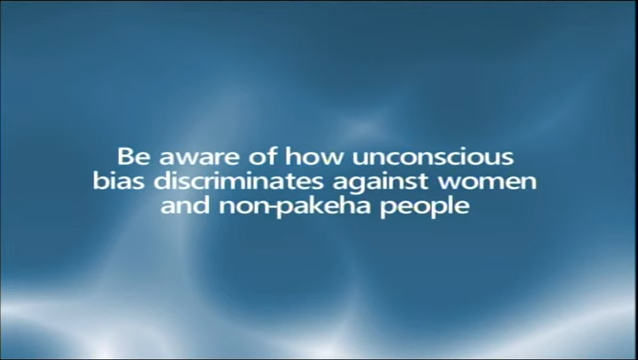 Be aware of how unconscious
bias discriminates against women
and non-pakeha people